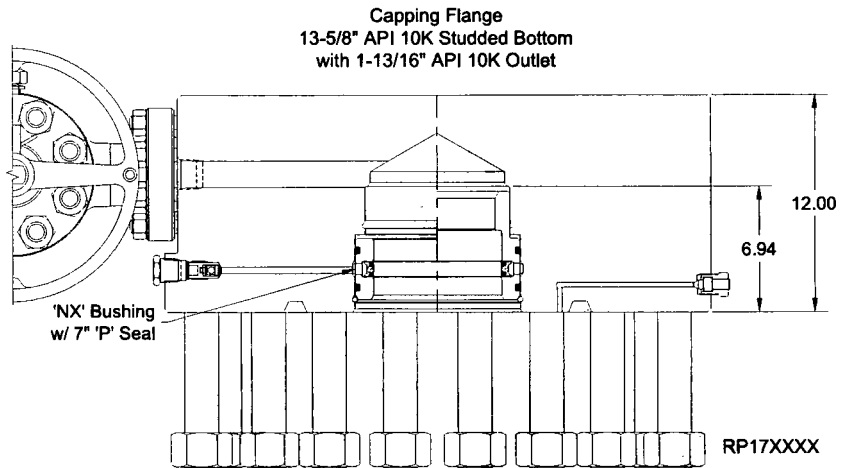 Capping Flange
13-5/8" API 10K Studded Bottom
with 1-13/16" API 10K Outlet
12.00
6.94
'NX' Bushing
w/ 7" 'P' Seal
RP17XXXX